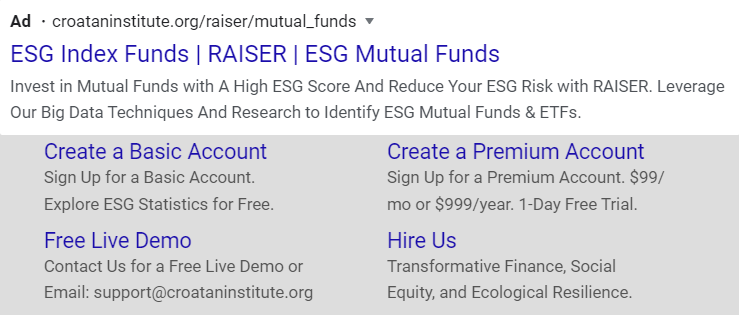 Ad · croataninstitute.org/raiser/mutual_funds
ESG Index Funds | RAISER | ESG Mutual Funds
Invest in Mutual Funds with A High ESG Score And Reduce Your ESG Risk with RAISER. Leverage
Our Big Data Techniques And Research to Identify ESG Mutual Funds & ETFs.
Create a Basic Account
Sign Up for a Basic Account.
Explore ESG Statistics for Free.
Create a Premium Account
Sign Up for a Premium Account. $99/
mo or $999/year. 1-Day Free Trial.
Free Live Demo
Contact Us for a Free Live Demo or
Email: support@croataninstitute.org
Hire Us
Transformative Finance, Social
Equity, and Ecological Resilience.